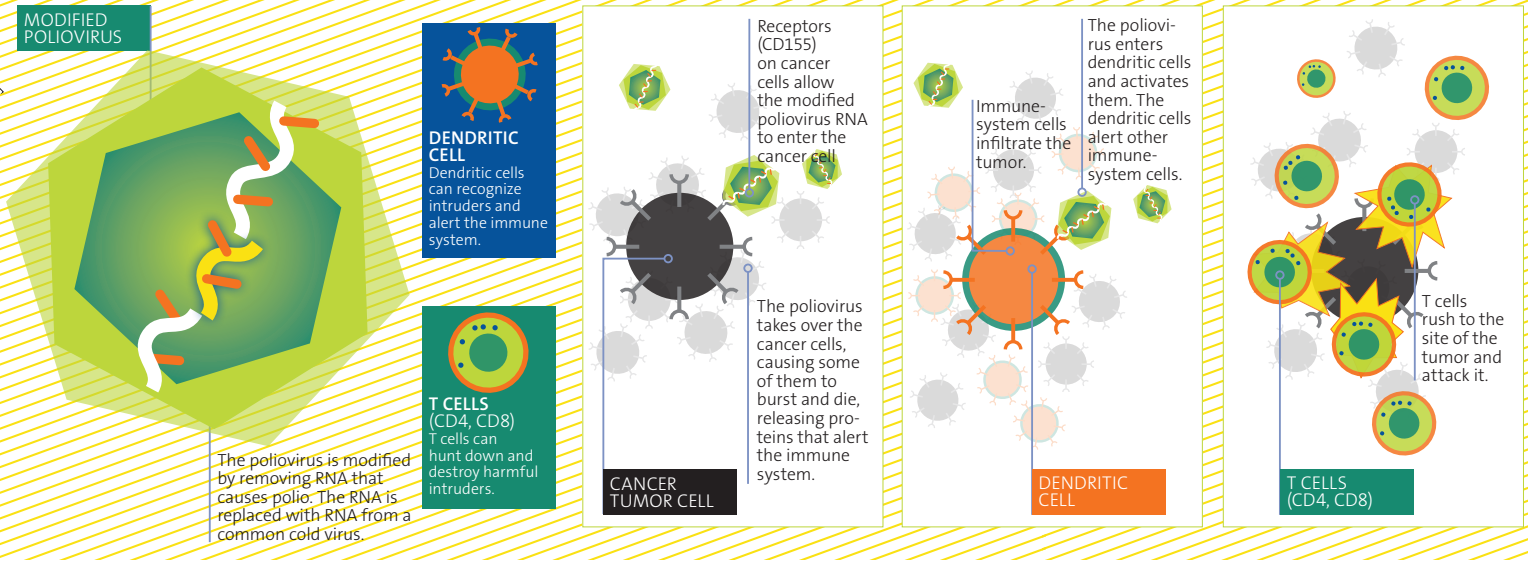 MODIFIED
POLIOVIRUS
The poliovirus is modified
by removing RNA that
causes polio. The RNA is
replaced with RNA from a
common cold virus.
DENDRITIC
CELL
Dendritic cells
can recognize
intruders and
alert the immune
system.
T CELLS
(CD4, CD8)
T cells can
hunt down and
destroy harmful
intruders.
Receptors
(CD155)
on cancer
cells allow
the modified
poliovirus RNA
to enter the
cancer cell
The poliovirus
takes over the
cancer cells,
causing some
of them to
burst and die,
releasing pro-
teins that alert
the immune
system.
CANCER
TUMOR CELL
Immune-
system cells
infiltrate the
tumor.
The poliovi-
rus enters
dendritic cells
and activates
them. The
dendritic cells
alert other
immune-
system cells.
DENDRITIC
CELL
T cells
rush to the
site of the
tumor and
attack it.
T CELLS
(CD4, CD8)